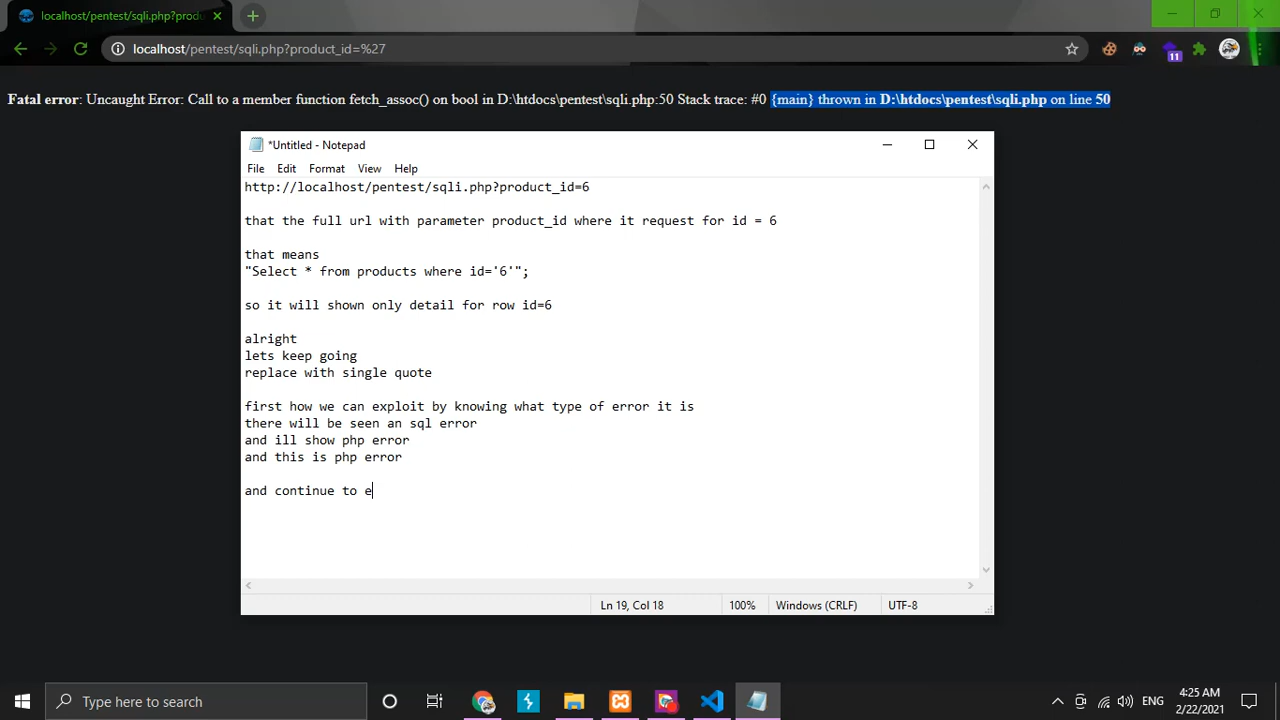 localhost/pentest/sqli.php?produ
localhost/pentest/sqli.php?product_id=%27
11
Fatal error: Uncaught Error: Call to a member function fetch_assoc() on bool in D:\htdocs\pentest\sqli.php:50 Stack trace: #0 {main} thrown in D:\htdocs\pentest\sqli.php on line 50
*Untitled - Notepad
File Edit Format View Help
http://localhost/pentest/sqli.php?product_id=6
that the full url with parameter product_id where it request for id = 6
that means
"Select * from products where id='6'";
so it will shown only detail for row id=6
alright
lets keep going
replace with single quote
first how we can exploit by knowing what type of error it is
there will be seen an sql error
and ill show php error
and this is php error
and continue to e
Ln 19, Col 18 100% Windows (CRLF) UTF-8
Type here to search
ENG
4:25 AM
2/22/2021